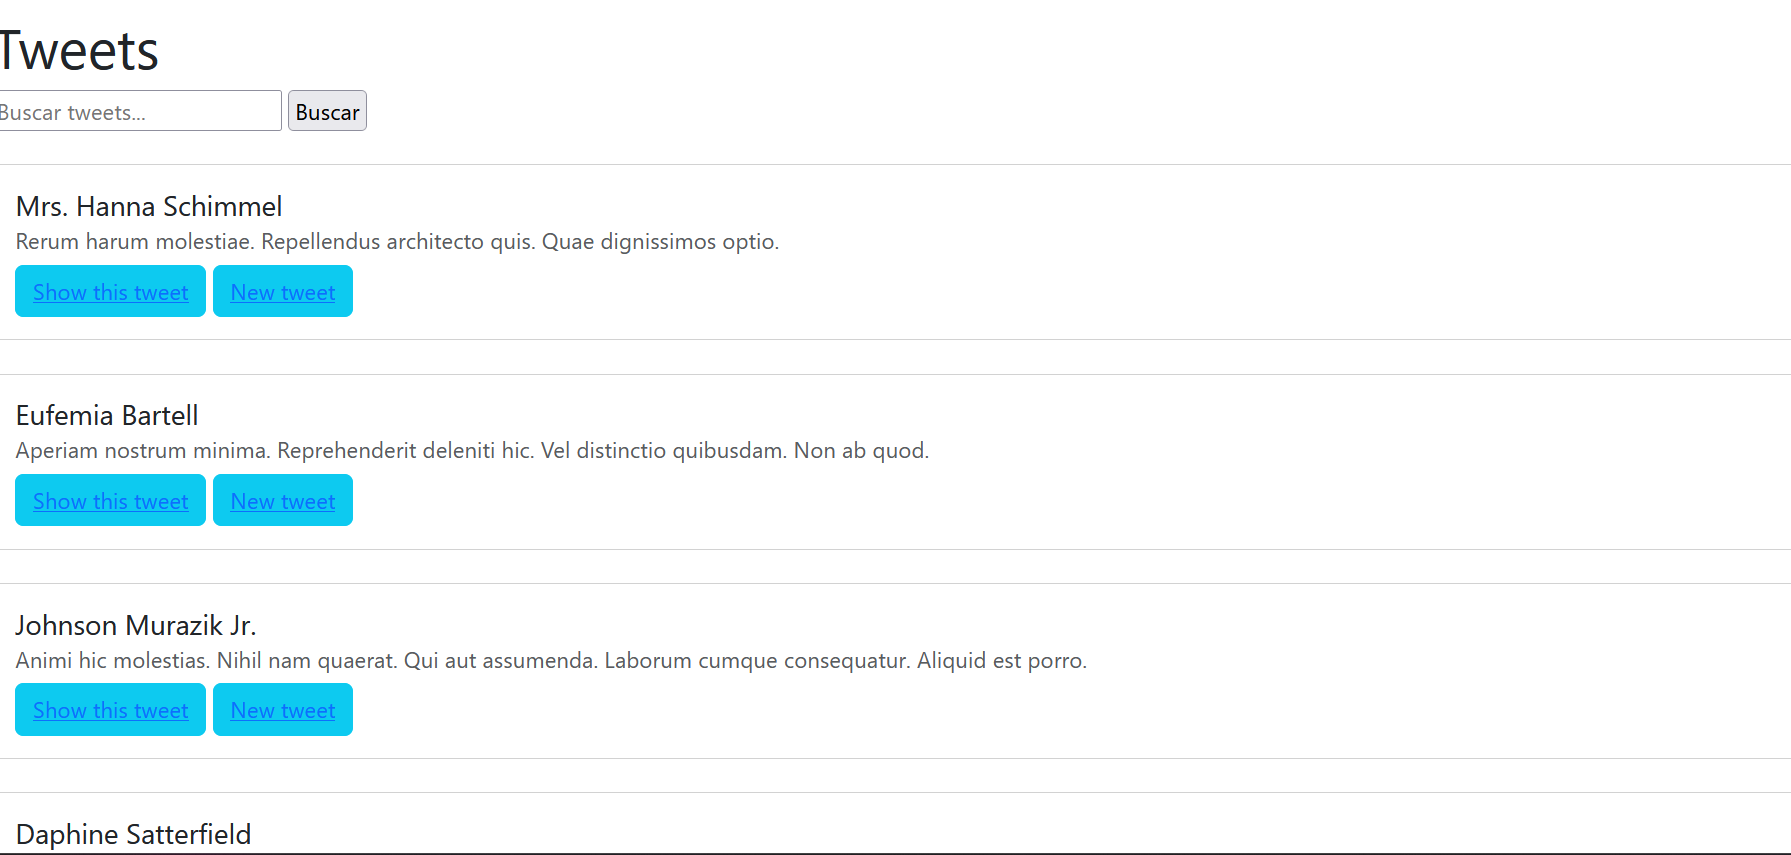 Tweets
Buscar tweets...
Buscar
Mrs. Hanna Schimmel
Rerum harum molestiae. Repellendus architecto quis. Quae dignissimos optio.
Show this tweet New tweet
Eufemia Bartell
Aperiam nostrum minima. Reprehenderit deleniti hic. Vel distinctio quibusdam. Non ab quod.
Show this tweet New tweet
Johnson Murazik Jr.
Animi hic molestias. Nihil nam quaerat. Qui aut assumenda. Laborum cumque consequatur. Aliquid est porro.
Show this tweet New tweet
Daphine Satterfield